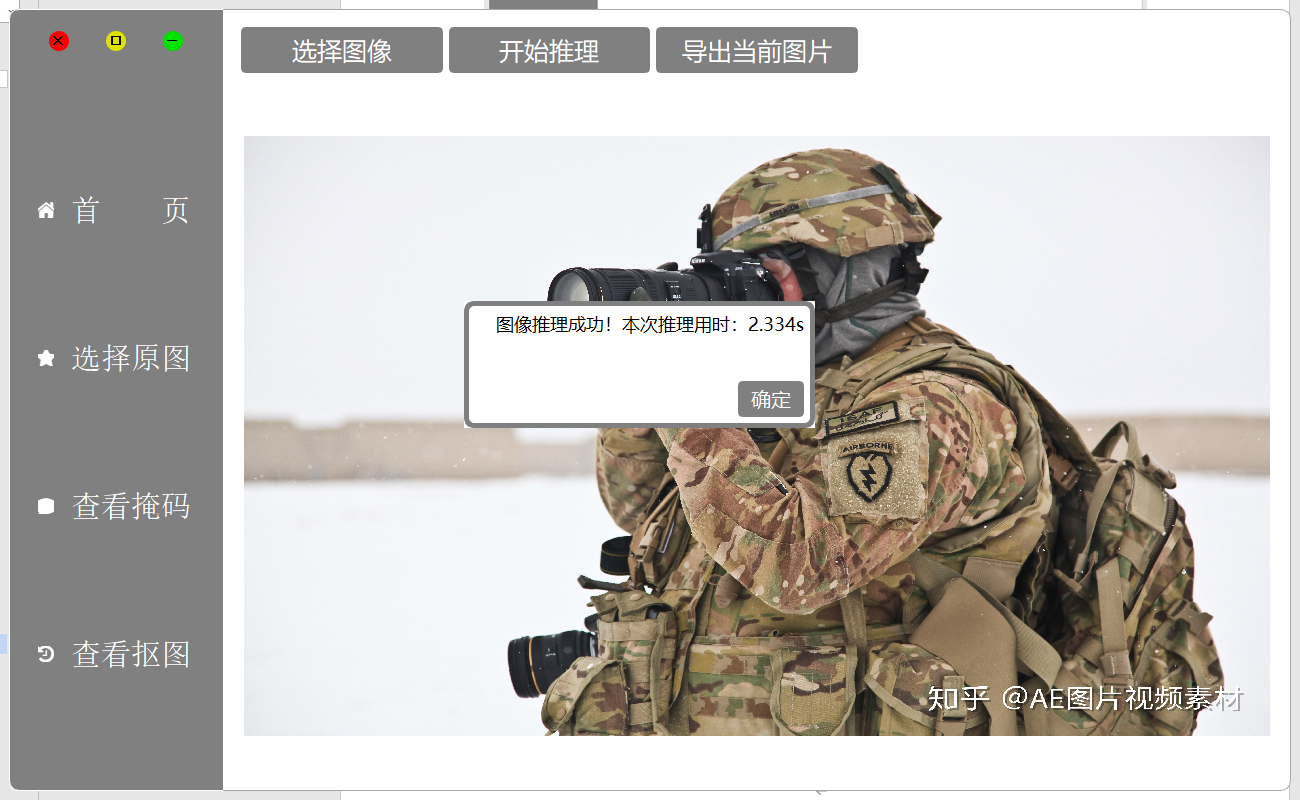 选择图像
开始推理
导出当前图片
首 页
选择原图
查看掩码
查看抠图
Nikon
图像推理成功！本次推理用时：2.334s
确定
ISAF
AIRBORNE
知乎 @AE图片视频素材